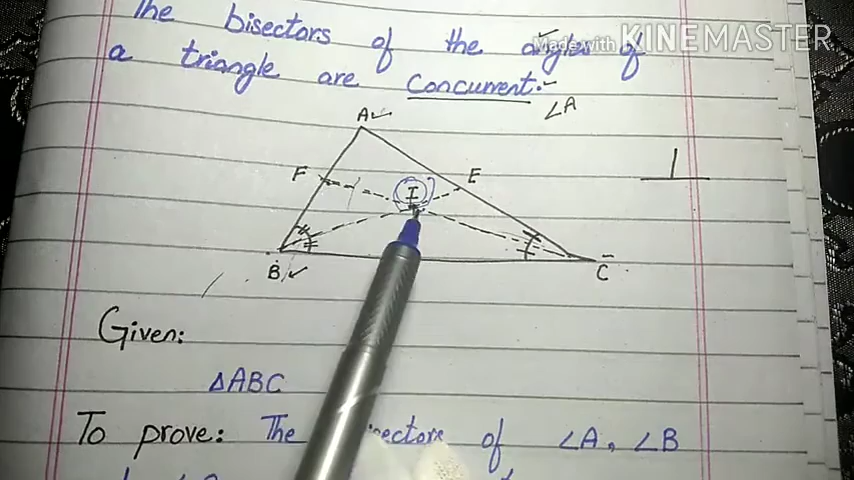 The bisectors of the angles of
Made with KINEMASTER
a triangle are Concurrent.
∠A
A
F
E
I
B
C
Given:
ΔABC
To prove: The of ∠A, ∠B